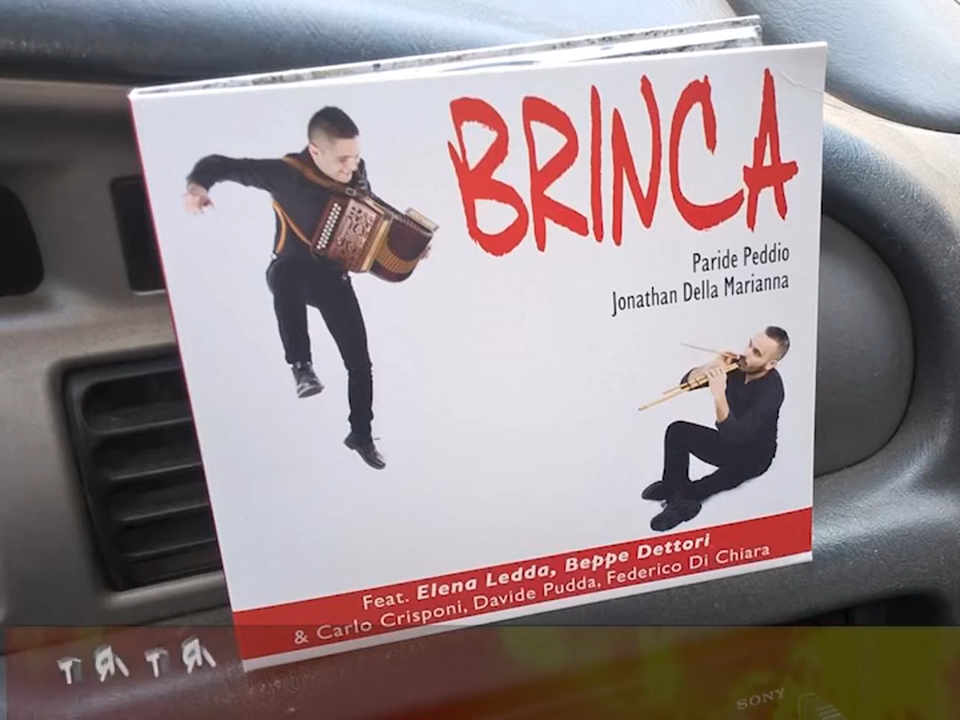 BRINCA
Paride Peddio
Jonathan Della Marianna
Feat. Elena Ledda, Beppe Dettori
& Carlo Crisponi, Davide Pudda, Federico Di Chiara
SONY